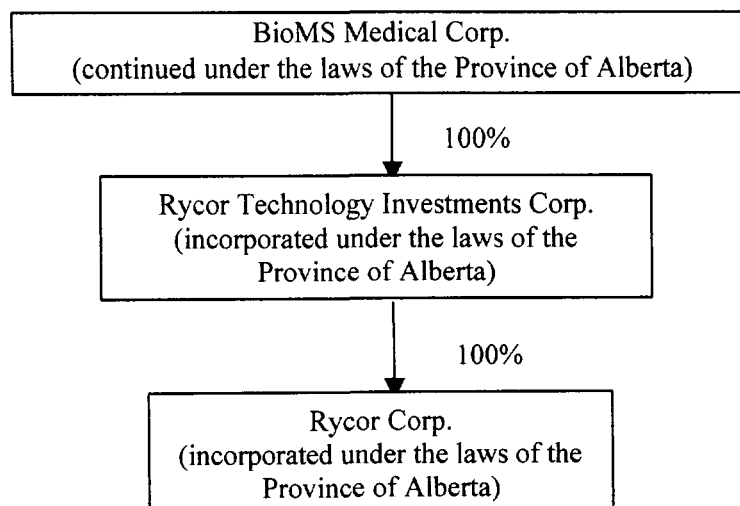 BioMS Medical Corp.
(continued under the laws of the Province of Alberta)
100%
Rycor Technology Investments Corp.
(incorporated under the laws of the
Province of Alberta)
100%
Rycor Corp.
(incorporated under the laws of the
Province of Alberta)